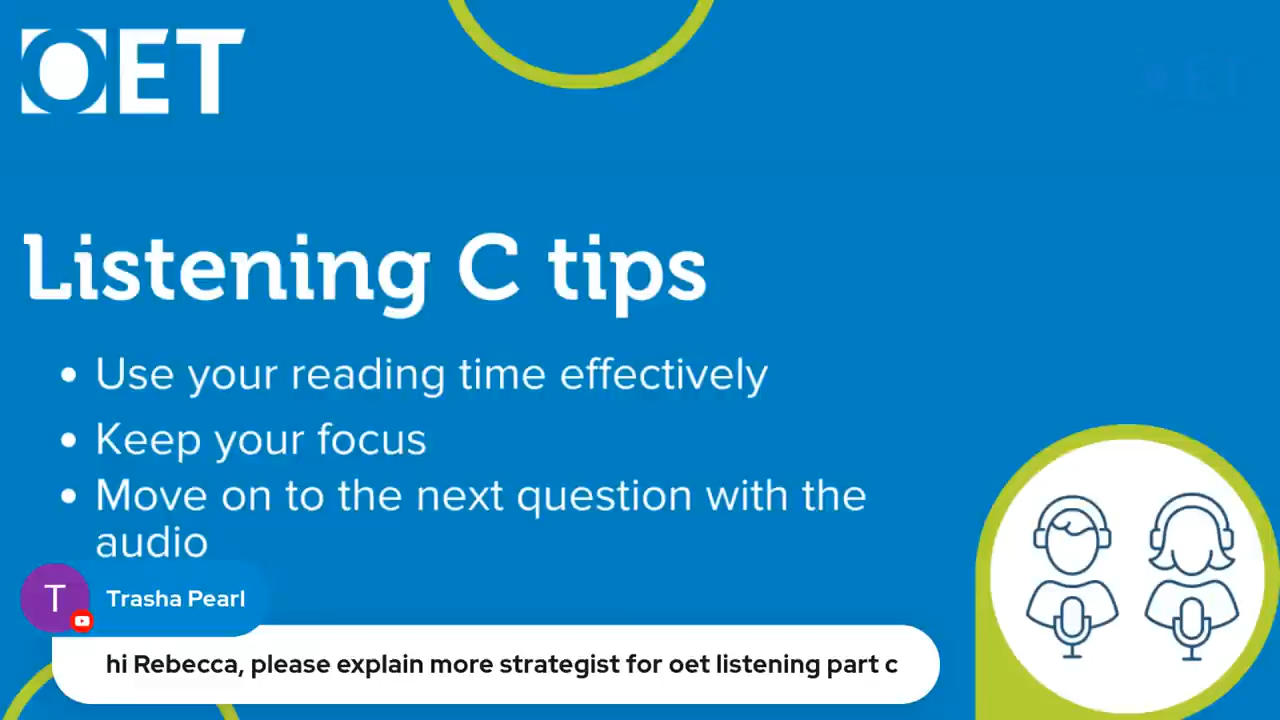 OET
Listening C tips
• Use your reading time effectively
• Keep your focus
• Move on to the next question with the
audio
T
Trasha Pearl
hi Rebecca, please explain more strategist for oet listening part c